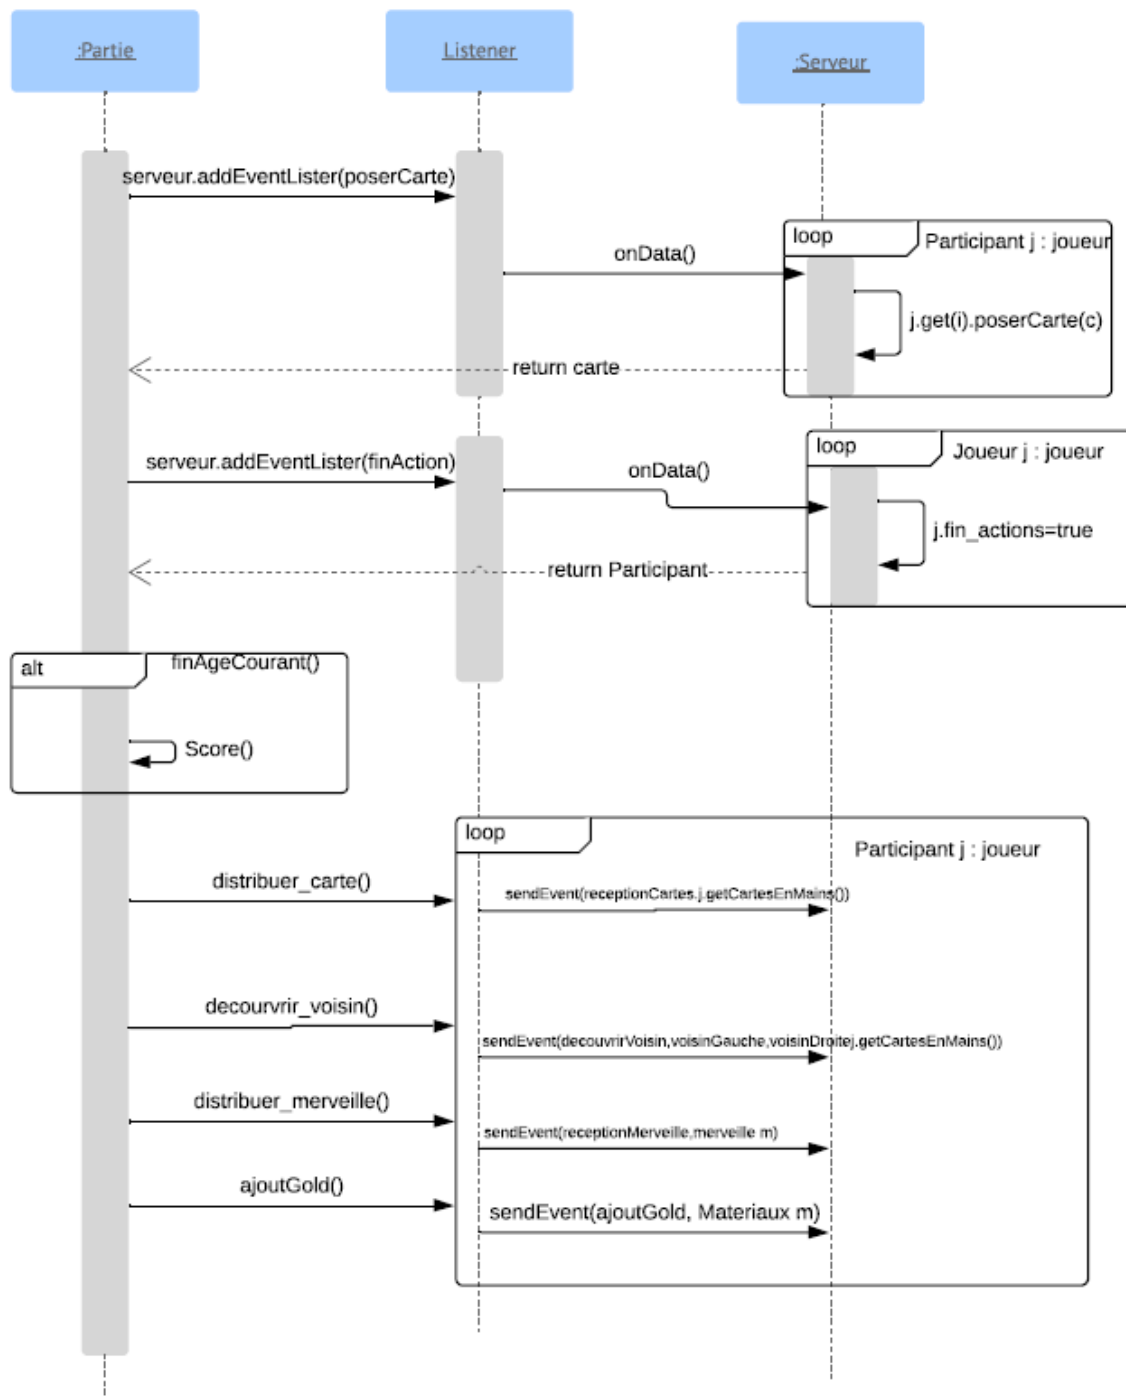 :Partie
Listener
:Serveur
serveur.addEventLister(poserCarte)
loop
Participant j : joueur
onData()
j.get(i).poserCarte(c)
return carte
serveur.addEventLister(finAction)
loop
Joueur j : joueur
onData()
j.fin_actions=true
return Participant
alt
finAgeCourant()
Score()
loop
Participant j : joueur
distribuer_carte()
sendEvent(receptionCartes.j.getCartesEnMains())
decourvrir_voisin()
sendEvent(decouvrirVoisin,voisinGauche,voisinDroitej.getCartesEnMains())
distribuer_merveille()
sendEvent(receptionMerveille,merveille m)
ajoutGold()
sendEvent(ajoutGold, Materiaux m)